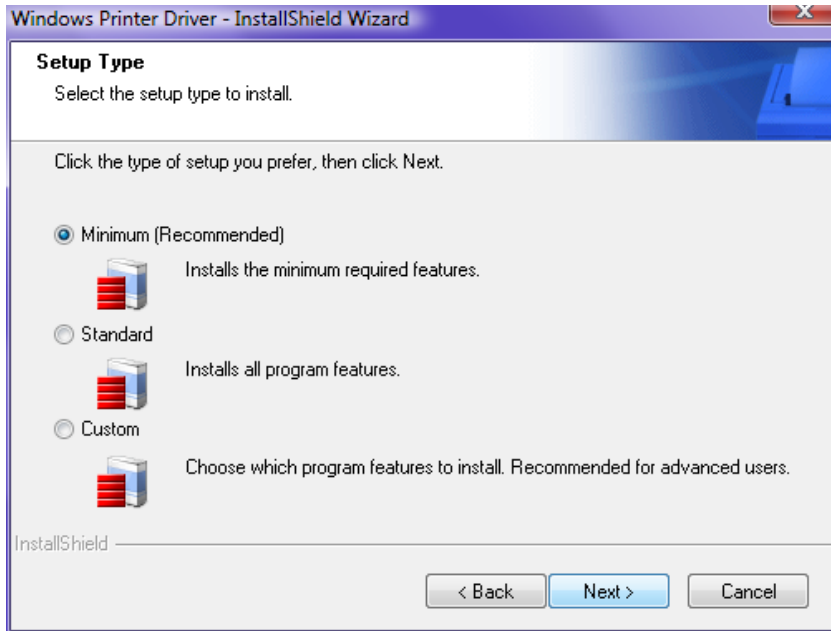 Windows Printer Driver - InstallShield Wizard
Setup Type
Select the setup type to install.
Click the type of setup you prefer, then click Next.
Minimum (Recommended)
Installs the minimum required features.
Standard
Installs all program features.
Custom
Choose which program features to install. Recommended for advanced users.
InstallShield
< Back Next > Cancel